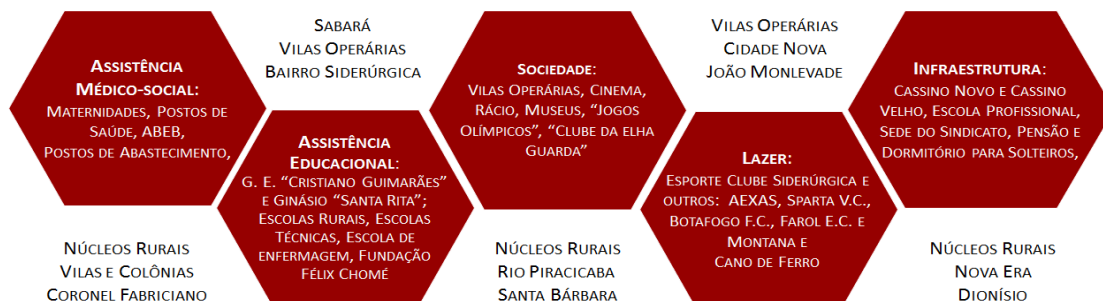 ASSISTÊNCIA
MÉDICO-SOCIAL:
MATERNIDADES, POSTOS DE
SAÚDE, ABEB,
POSTOS DE ABASTECIMENTO,
SABARÁ
VILAS OPERÁRIAS
BAIRRO SIDERÚRGICA
ASSISTÊNCIA
EDUCACIONAL:
G. E. “CRISTIANO GUIMARÃES”
E GINÁSIO “SANTA RITA”;
ESCOLAS RURAIS, ESCOLAS
TÉCNICAS, ESCOLA DE
ENFERMAGEM, FUNDAÇÃO
FÉLIX CHOMÉ
SOCIEDADE:
VILAS OPERÁRIAS, CINEMA,
RÁCIO, MUSEUS, “JOGOS
OLÍMPICOS”, “CLUBE DA ELHA
GUARDA”
VILAS OPERÁRIAS
CIDADE NOVA
JOÃO MONLEVADE
LAZER:
ESPORTE CLUBE SIDERÚRGICA E
OUTROS: AEXAS, SPARTA V.C.,
BOTAFOGO F.C., FAROL E.C. E
MONTANA E
CANO DE FERRO
INFRAESTRUTURA:
CASSINO NOVO E CASSINO
VELHO, ESCOLA PROFISSIONAL,
SEDE DO SINDICATO, PENSÃO E
DORMITÓRIO PARA SOLTEIROS,
NÚCLEOS RURAIS
VILAS E COLÔNIAS
CORONEL FABRICIANO
NÚCLEOS RURAIS
RIO PIRACICABA
SANTA BÁRBARA
NÚCLEOS RURAIS
NOVA ERA
DIONÍSIO